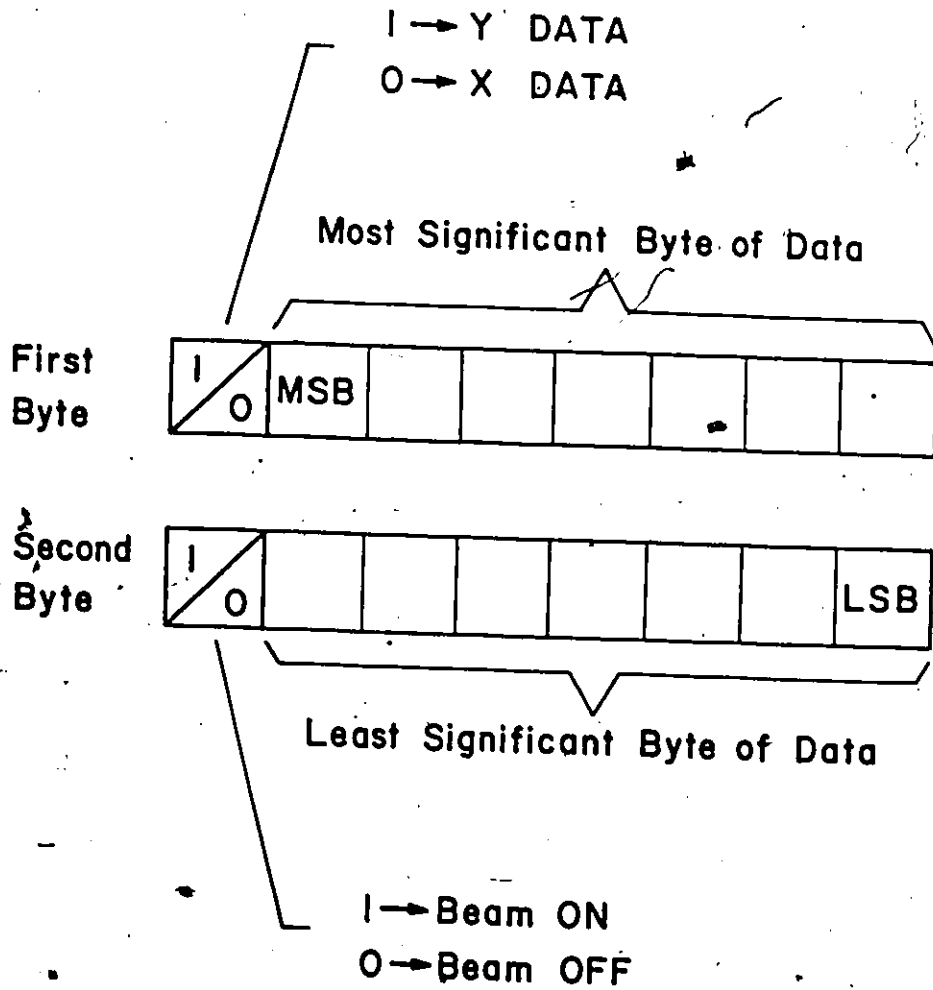 1 → Y DATA
0 → X DATA
Most Significant Byte of Data
First
Byte
1
0
MSB
Second
Byte
1
0
LSB
Least Significant Byte of Data
1 → Beam ON
0 → Beam OFF